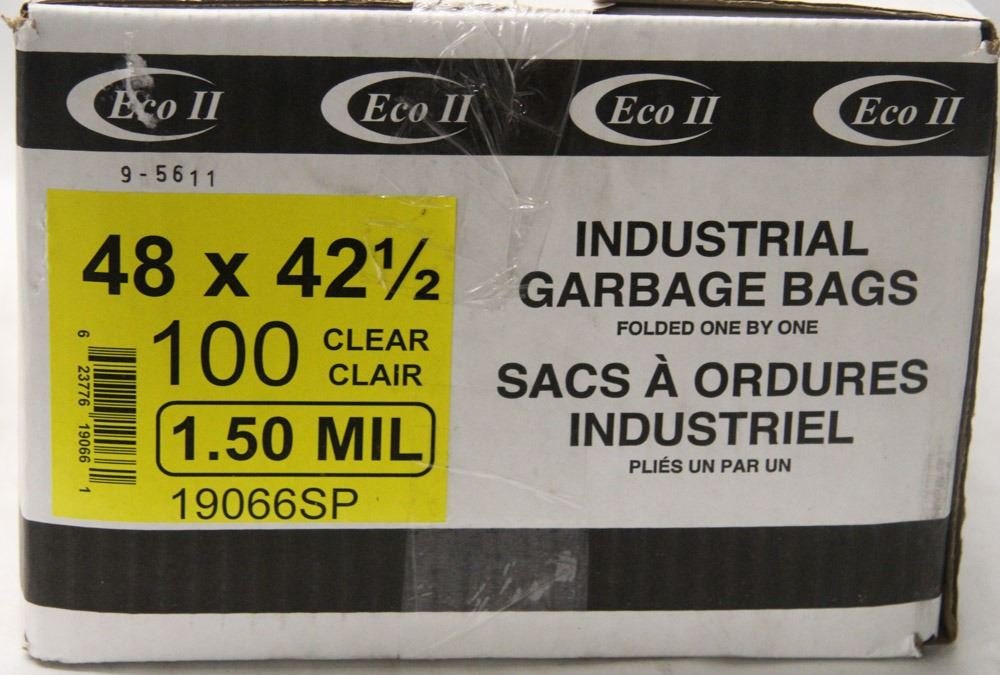 Eco II Eco II Eco II Eco II
9-5611
48 x 42½
100 CLEAR
CLAIR
1.50 MIL
19066SP
6 23776 19066 1
INDUSTRIAL
GARBAGE BAGS
FOLDED ONE BY ONE
SACS À ORDURES
INDUSTRIEL
PLIÉS UN PAR UN